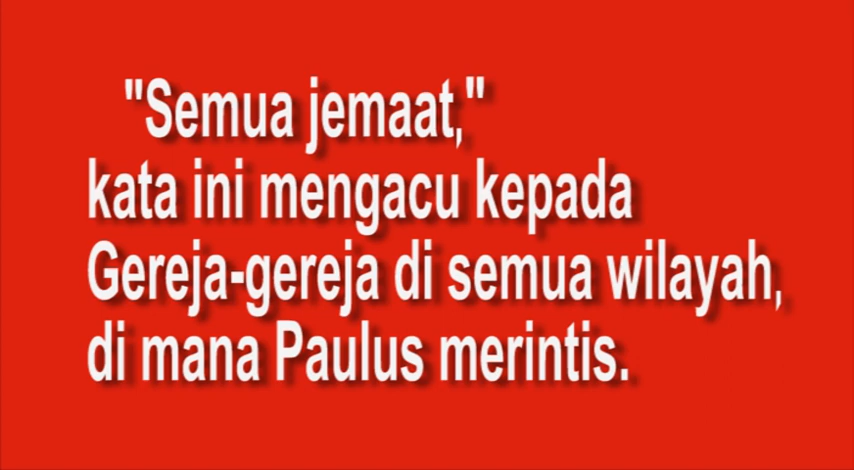 "Semua jemaat,"
kata ini mengacu kepada
Gereja-gereja di semua wilayah,
di mana Paulus merintis.